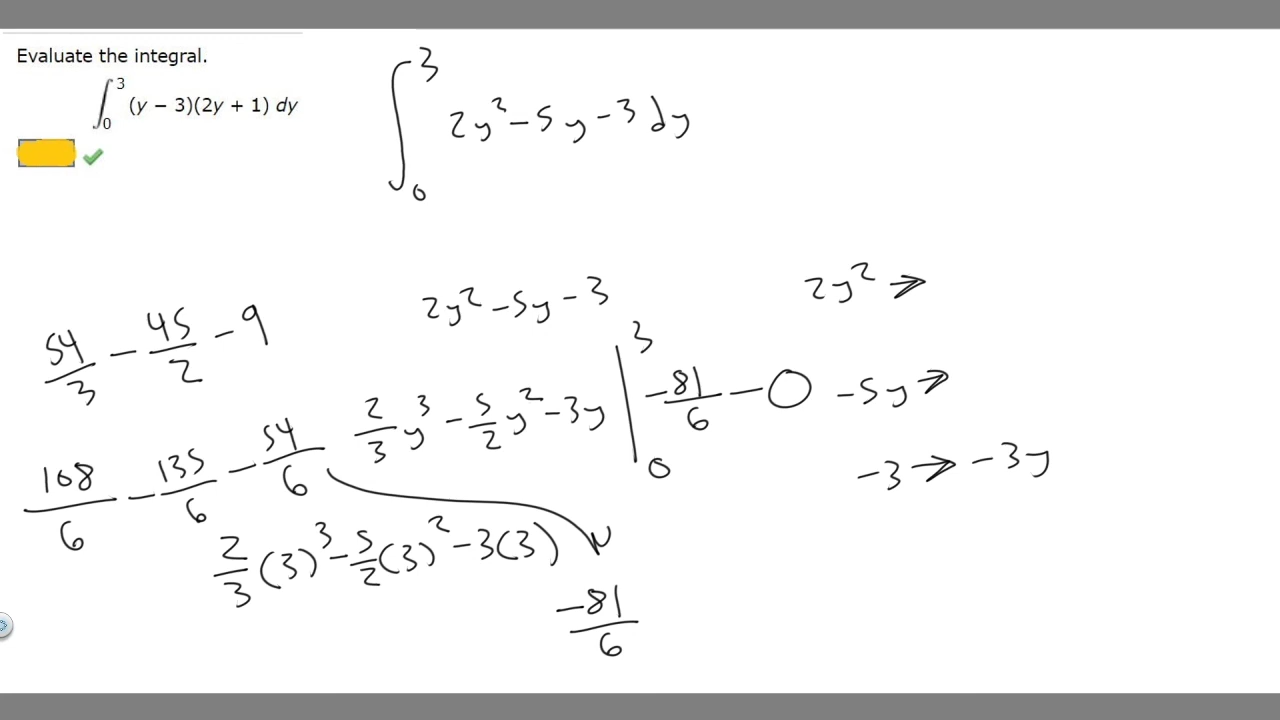 Evaluate the integral.
∫₀³ (y − 3)(2y + 1) dy
∫₀³ 2y² − 5y − 3 dy
2y² − 5y − 3
2y² →
54/3 − 45/2 − 9
2/3 y³ − 5/2 y² − 3y |₀³ −81/6 − 0
−5y →
108/6 − 135/6 − 54/6
−3 → −3y
2/3 (3)³ − 5/2 (3)² − 3(3)
−81/6